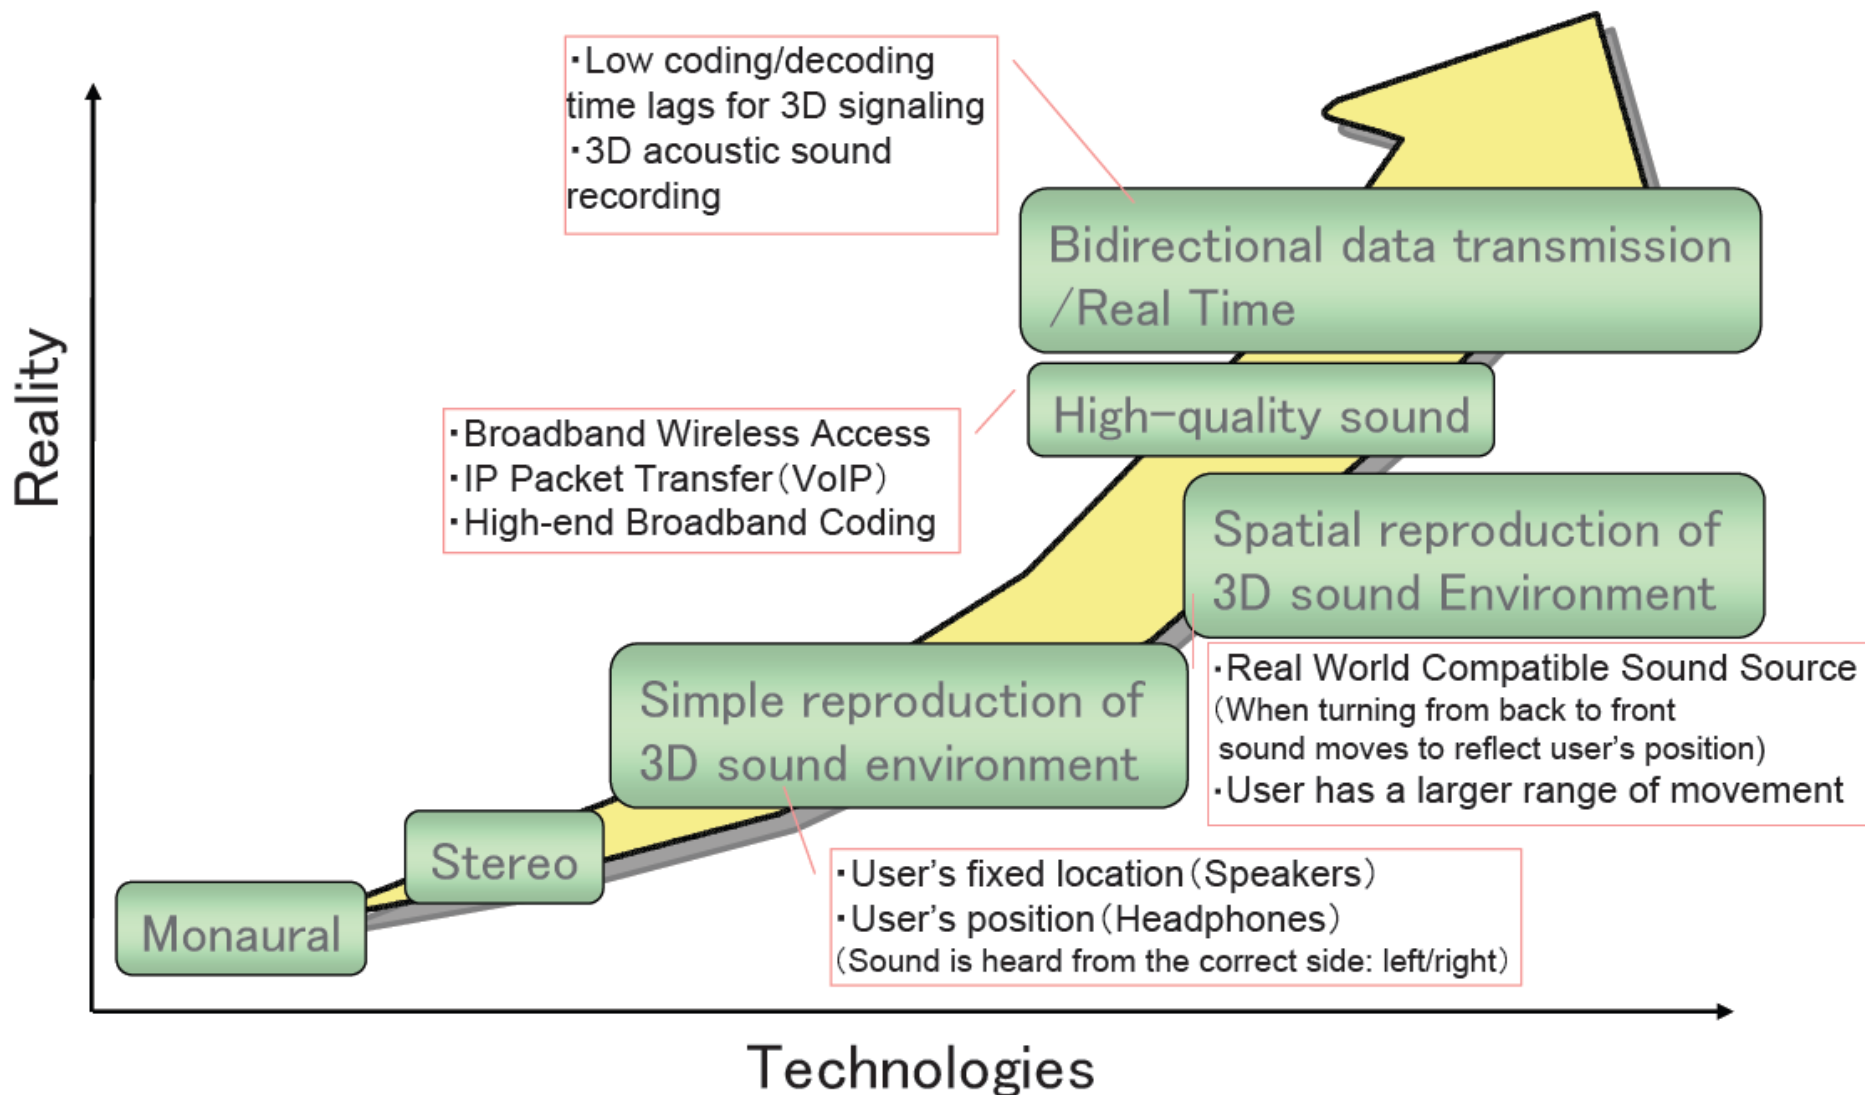 ・Low coding/decoding
time lags for 3D signaling
・3D acoustic sound
recording
Bidirectional data transmission
/Real Time
High-quality sound
・Broadband Wireless Access
・IP Packet Transfer（VoIP）
・High-end Broadband Coding
Spatial reproduction of
3D sound Environment
・Real World Compatible Sound Source
（When turning from back to front
sound moves to reflect user's position）
・User has a larger range of movement
Simple reproduction of
3D sound environment
・User's fixed location（Speakers）
・User's position（Headphones）
（Sound is heard from the correct side: left/right）
Stereo
Monaural
Reality
Technologies